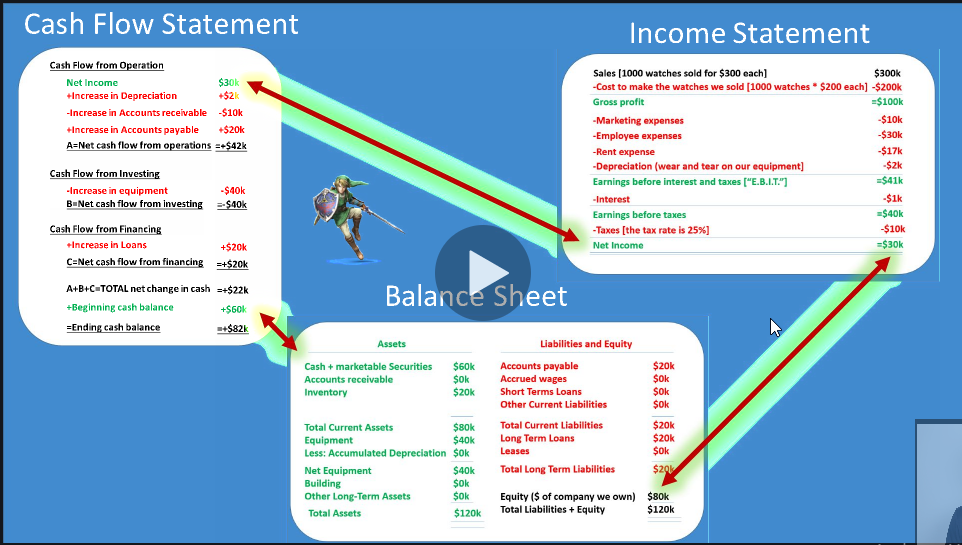 Cash Flow Statement
Cash Flow from Operation
Net Income $30k
+Increase in Depreciation +$2k
-Increase in Accounts receivable -$10k
+Increase in Accounts payable +$20k
A=Net cash flow from operations =+$42k
Cash Flow from Investing
-Increase in equipment -$40k
B=Net cash flow from investing =-$40k
Cash Flow from Financing
+Increase in Loans +$20k
C=Net cash flow from financing =+$20k
A+B+C=TOTAL net change in cash =+$22k
+Beginning cash balance +$60k
=Ending cash balance =+$82k
Income Statement
Sales [1000 watches sold for $300 each] $300k
-Cost to make the watches we sold [1000 watches * $200 each] -$200k
Gross profit =$100k
-Marketing expenses -$10k
-Employee expenses -$30k
-Rent expense -$17k
-Depreciation (wear and tear on our equipment] -$2k
Earnings before interest and taxes ["E.B.I.T."] =$41k
-Interest -$1k
Earnings before taxes =$40k
-Taxes [the tax rate is 25%] -$10k
Net Income =$30k
Balance Sheet
Assets
Cash + marketable Securities $60k
Accounts receivable $0k
Inventory $20k
Total Current Assets $80k
Equipment $40k
Less: Accumulated Depreciation $0k
Net Equipment $40k
Building $0k
Other Long-Term Assets $0k
Total Assets $120k
Liabilities and Equity
Accounts payable $20k
Accrued wages $0k
Short Terms Loans $0k
Other Current Liabilities $0k
Total Current Liabilities $20k
Long Term Loans $20k
Leases $0k
Total Long Term Liabilities $20k
Equity ($ of company we own) $80k
Total Liabilities + Equity $120k